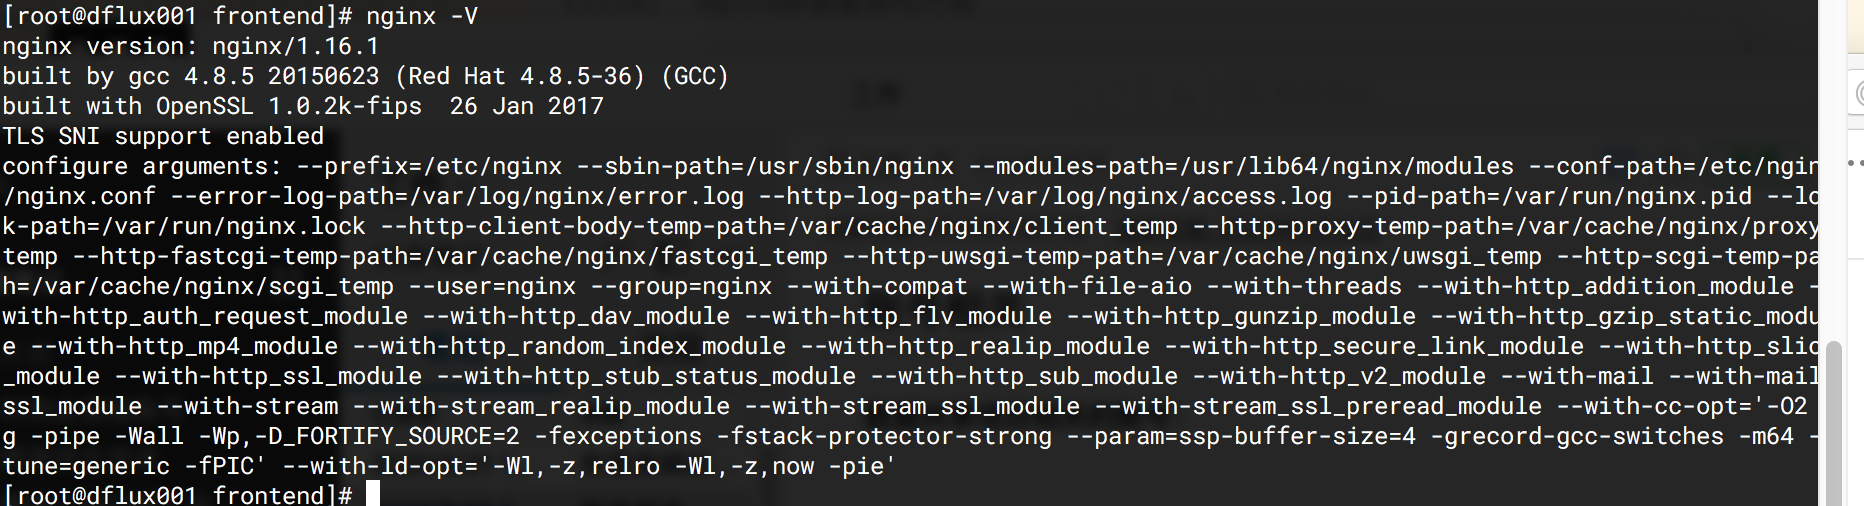 [root@dflux001 frontend]# nginx -V
nginx version: nginx/1.16.1
built by gcc 4.8.5 20150623 (Red Hat 4.8.5-36) (GCC)
built with OpenSSL 1.0.2k-fips  26 Jan 2017
TLS SNI support enabled
configure arguments: --prefix=/etc/nginx --sbin-path=/usr/sbin/nginx --modules-path=/usr/lib64/nginx/modules --conf-path=/etc/ngin
/nginx.conf --error-log-path=/var/log/nginx/error.log --http-log-path=/var/log/nginx/access.log --pid-path=/var/run/nginx.pid --lo
k-path=/var/run/nginx.lock --http-client-body-temp-path=/var/cache/nginx/client_temp --http-proxy-temp-path=/var/cache/nginx/proxy
temp --http-fastcgi-temp-path=/var/cache/nginx/fastcgi_temp --http-uwsgi-temp-path=/var/cache/nginx/uwsgi_temp --http-scgi-temp-pa
h=/var/cache/nginx/scgi_temp --user=nginx --group=nginx --with-compat --with-file-aio --with-threads --with-http_addition_module -
with-http_auth_request_module --with-http_dav_module --with-http_flv_module --with-http_gunzip_module --with-http_gzip_static_modu
e --with-http_mp4_module --with-http_random_index_module --with-http_realip_module --with-http_secure_link_module --with-http_slic
_module --with-http_ssl_module --with-http_stub_status_module --with-http_sub_module --with-http_v2_module --with-mail --with-mail
ssl_module --with-stream --with-stream_realip_module --with-stream_ssl_module --with-stream_ssl_preread_module --with-cc-opt='-O2
g -pipe -Wall -Wp,-D_FORTIFY_SOURCE=2 -fexceptions -fstack-protector-strong --param=ssp-buffer-size=4 -grecord-gcc-switches -m64 -
tune=generic -fPIC' --with-ld-opt='-Wl,-z,relro -Wl,-z,now -pie'
[root@dflux001 frontend]#